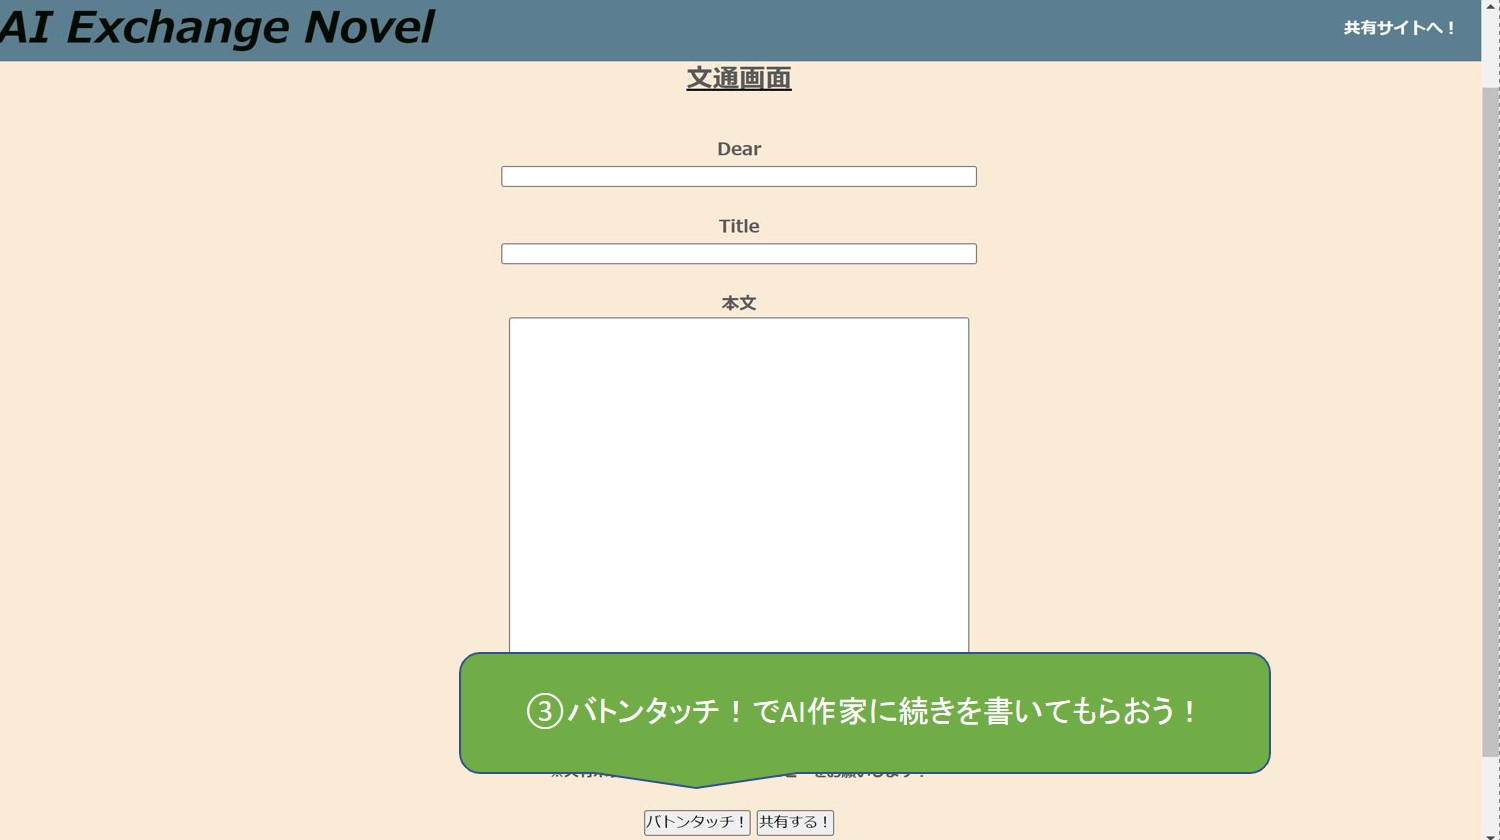 AI Exchange Novel
共有サイトへ！
文通画面
Dear
Title
本文
③バトンタッチ！でAI作家に続きを書いてもらおう！
をお願いします！
バトンタッチ！ 共有する！